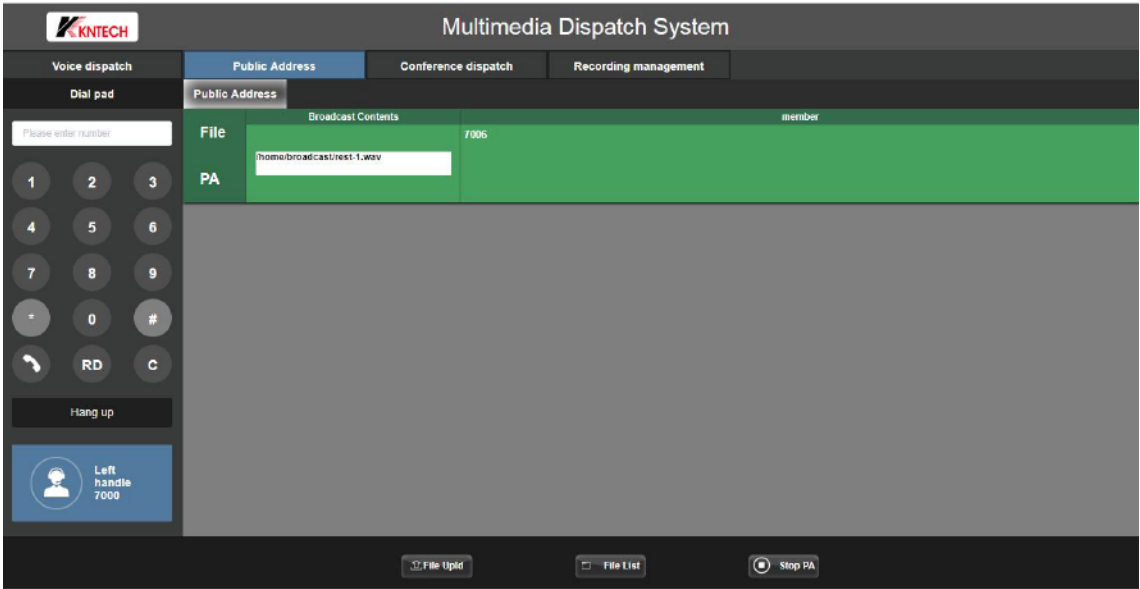 KNTECH
Multimedia Dispatch System
Voice dispatch
Public Address
Conference dispatch
Recording management
Dial pad
Public Address
Please enter number
File
PA
Broadcast Contents
member
7006
/home/broadcast/rest-1.wav
1 2 3
4 5 6
7 8 9
* 0 #
RD C
Hang up
Left
handle
7000
File Upld
File List
Stop PA